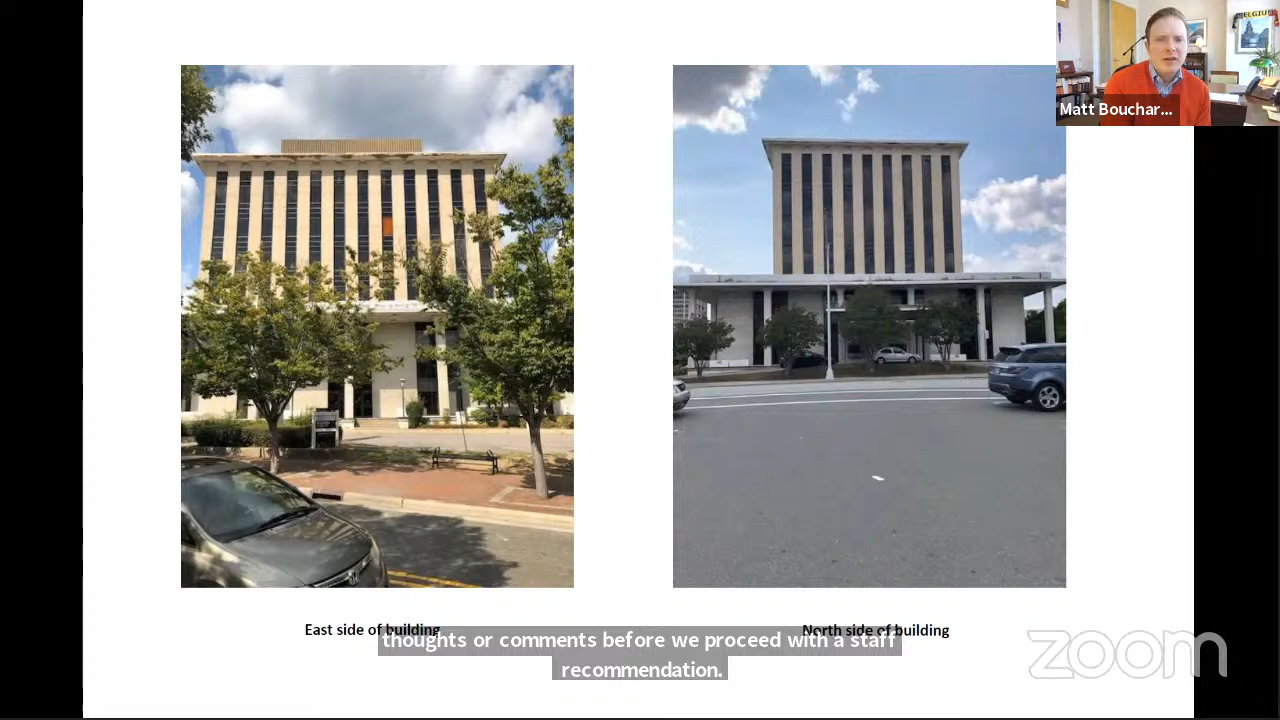 BELGIUM
Matt Bouchar...
East side of building
North side of building
thoughts or comments before we proceed with a staff
recommendation.
zoom